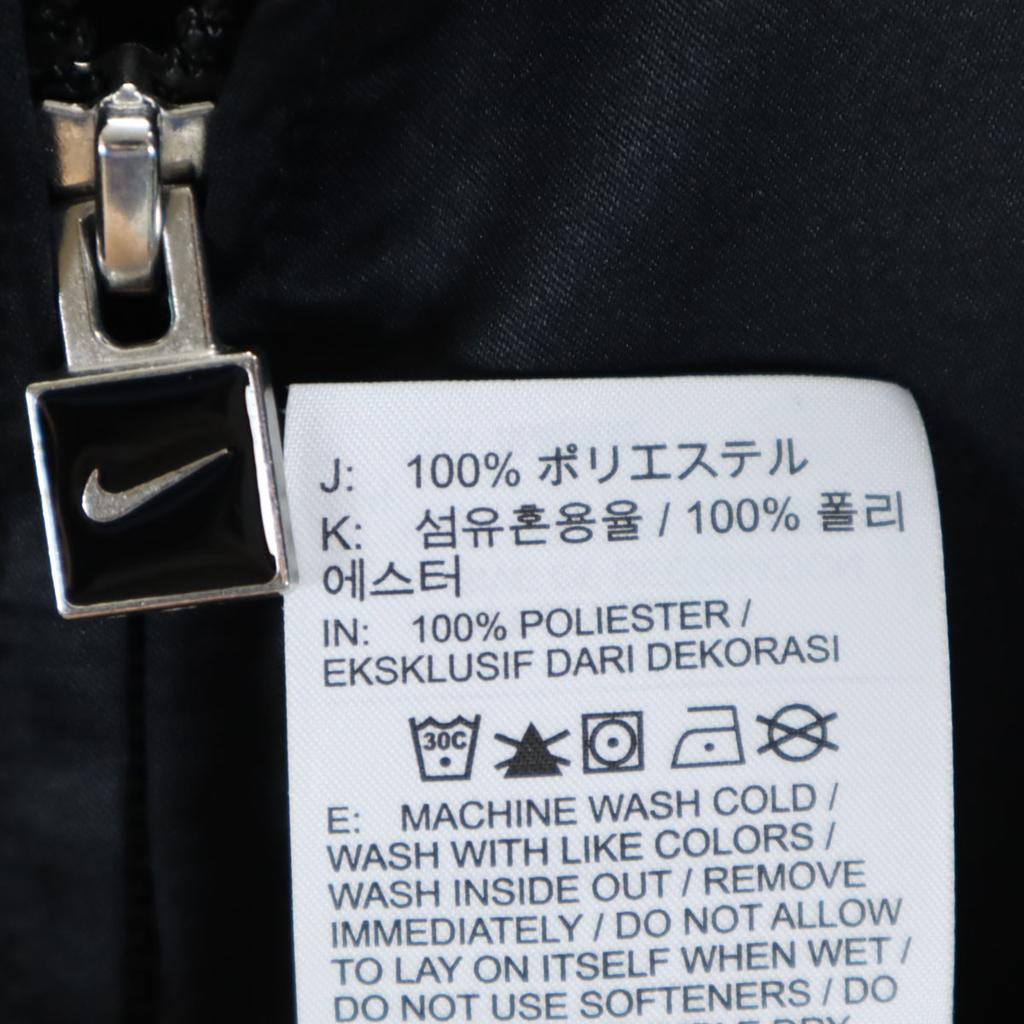 J: 100% ポリエステル
K: 섬유혼용율 / 100% 폴리
에스터
IN: 100% POLIESTER /
EKSKLUSIF DARI DEKORASI
30C
E: MACHINE WASH COLD /
WASH WITH LIKE COLORS /
WASH INSIDE OUT / REMOVE
IMMEDIATELY / DO NOT ALLOW
TO LAY ON ITSELF WHEN WET /
DO NOT USE SOFTENERS / DO